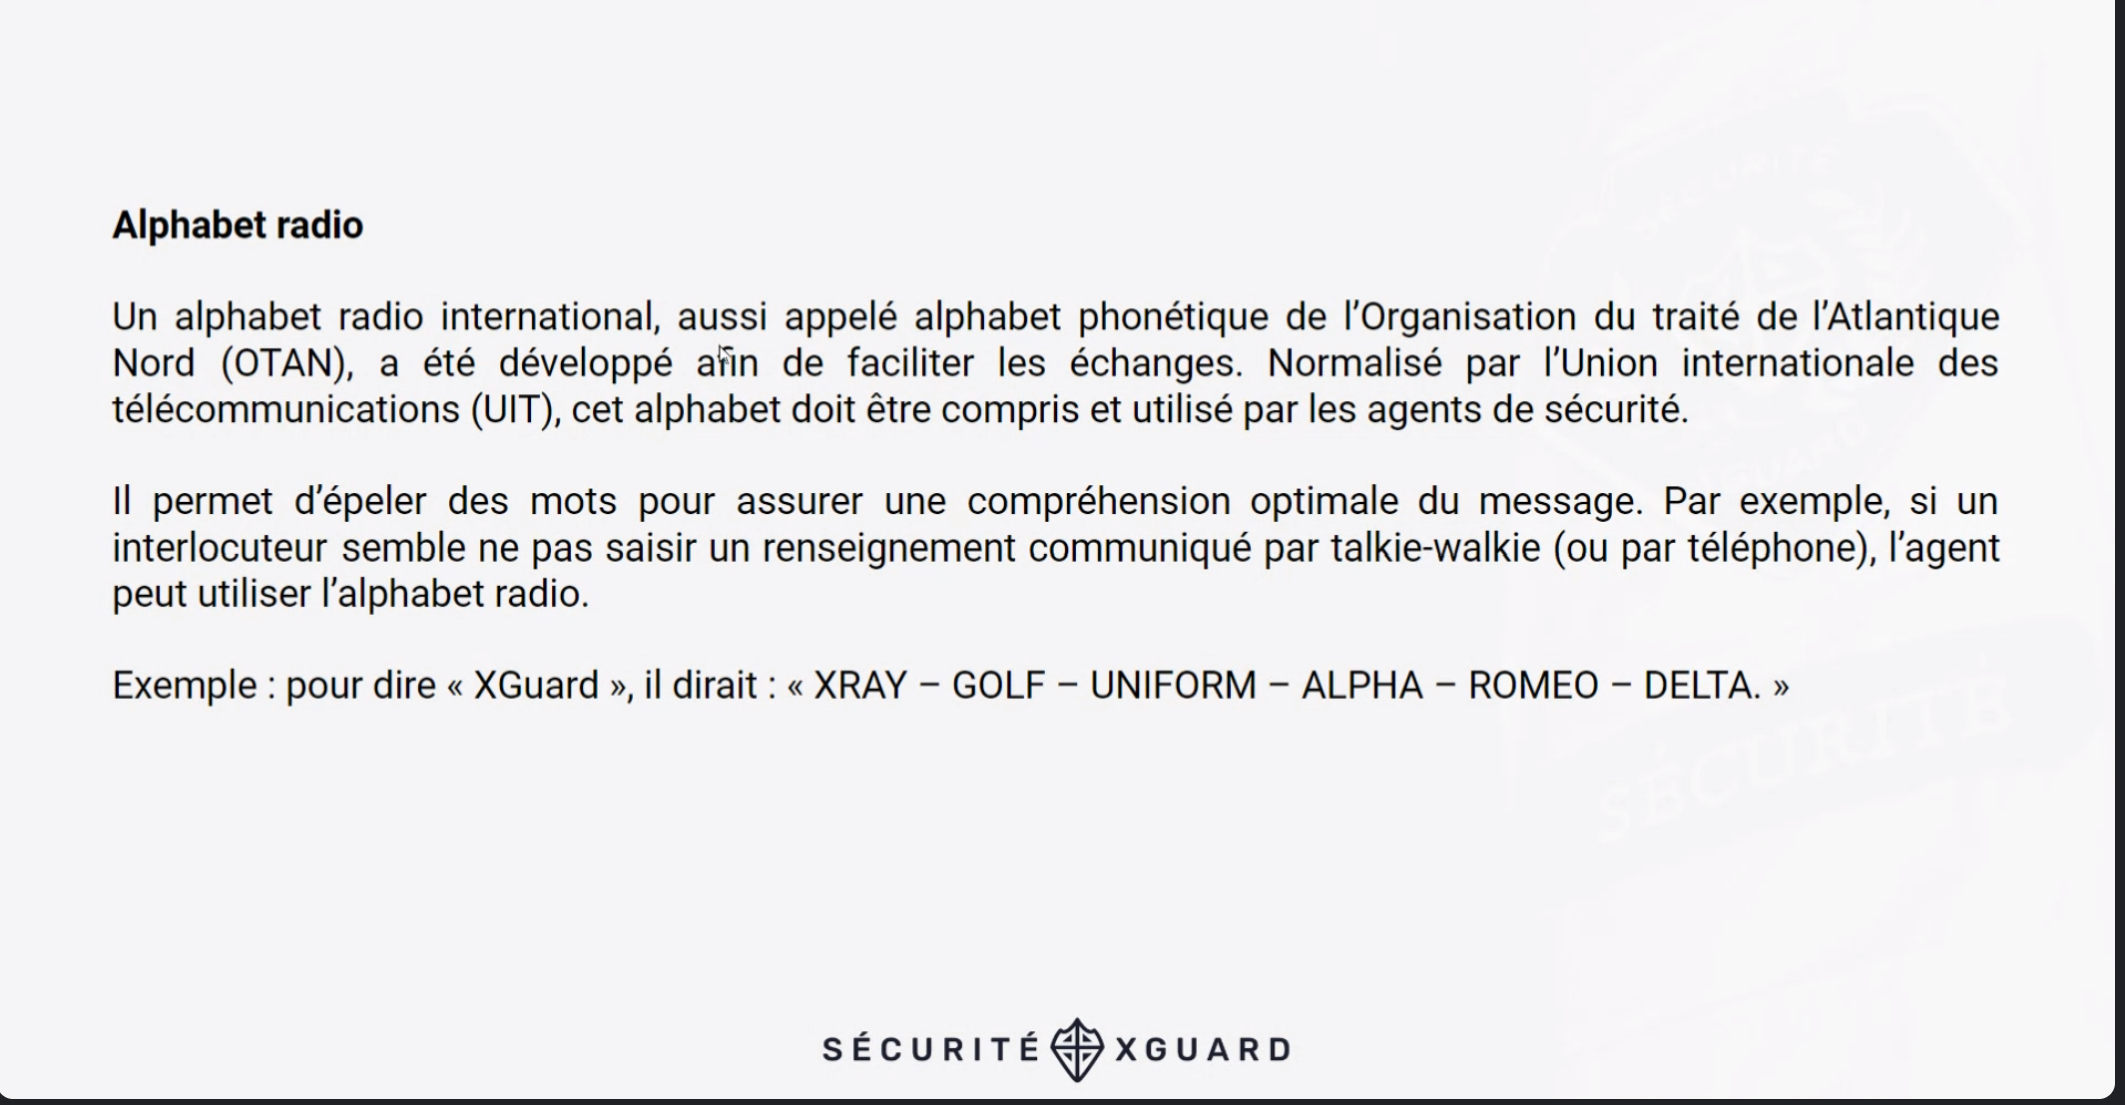 Alphabet radio
Un alphabet radio international, aussi appelé alphabet phonétique de l’Organisation du traité de l’Atlantique
Nord (OTAN), a été développé afin de faciliter les échanges. Normalisé par l’Union internationale des
télécommunications (UIT), cet alphabet doit être compris et utilisé par les agents de sécurité.
Il permet d’épeler des mots pour assurer une compréhension optimale du message. Par exemple, si un
interlocuteur semble ne pas saisir un renseignement communiqué par talkie-walkie (ou par téléphone), l’agent
peut utiliser l’alphabet radio.
Exemple : pour dire « XGuard », il dirait : « XRAY – GOLF – UNIFORM – ALPHA – ROMEO – DELTA. »
SÉCURITÉ
XGUARD
SÉCURITÉ
SÉCURITÉ XGUARD